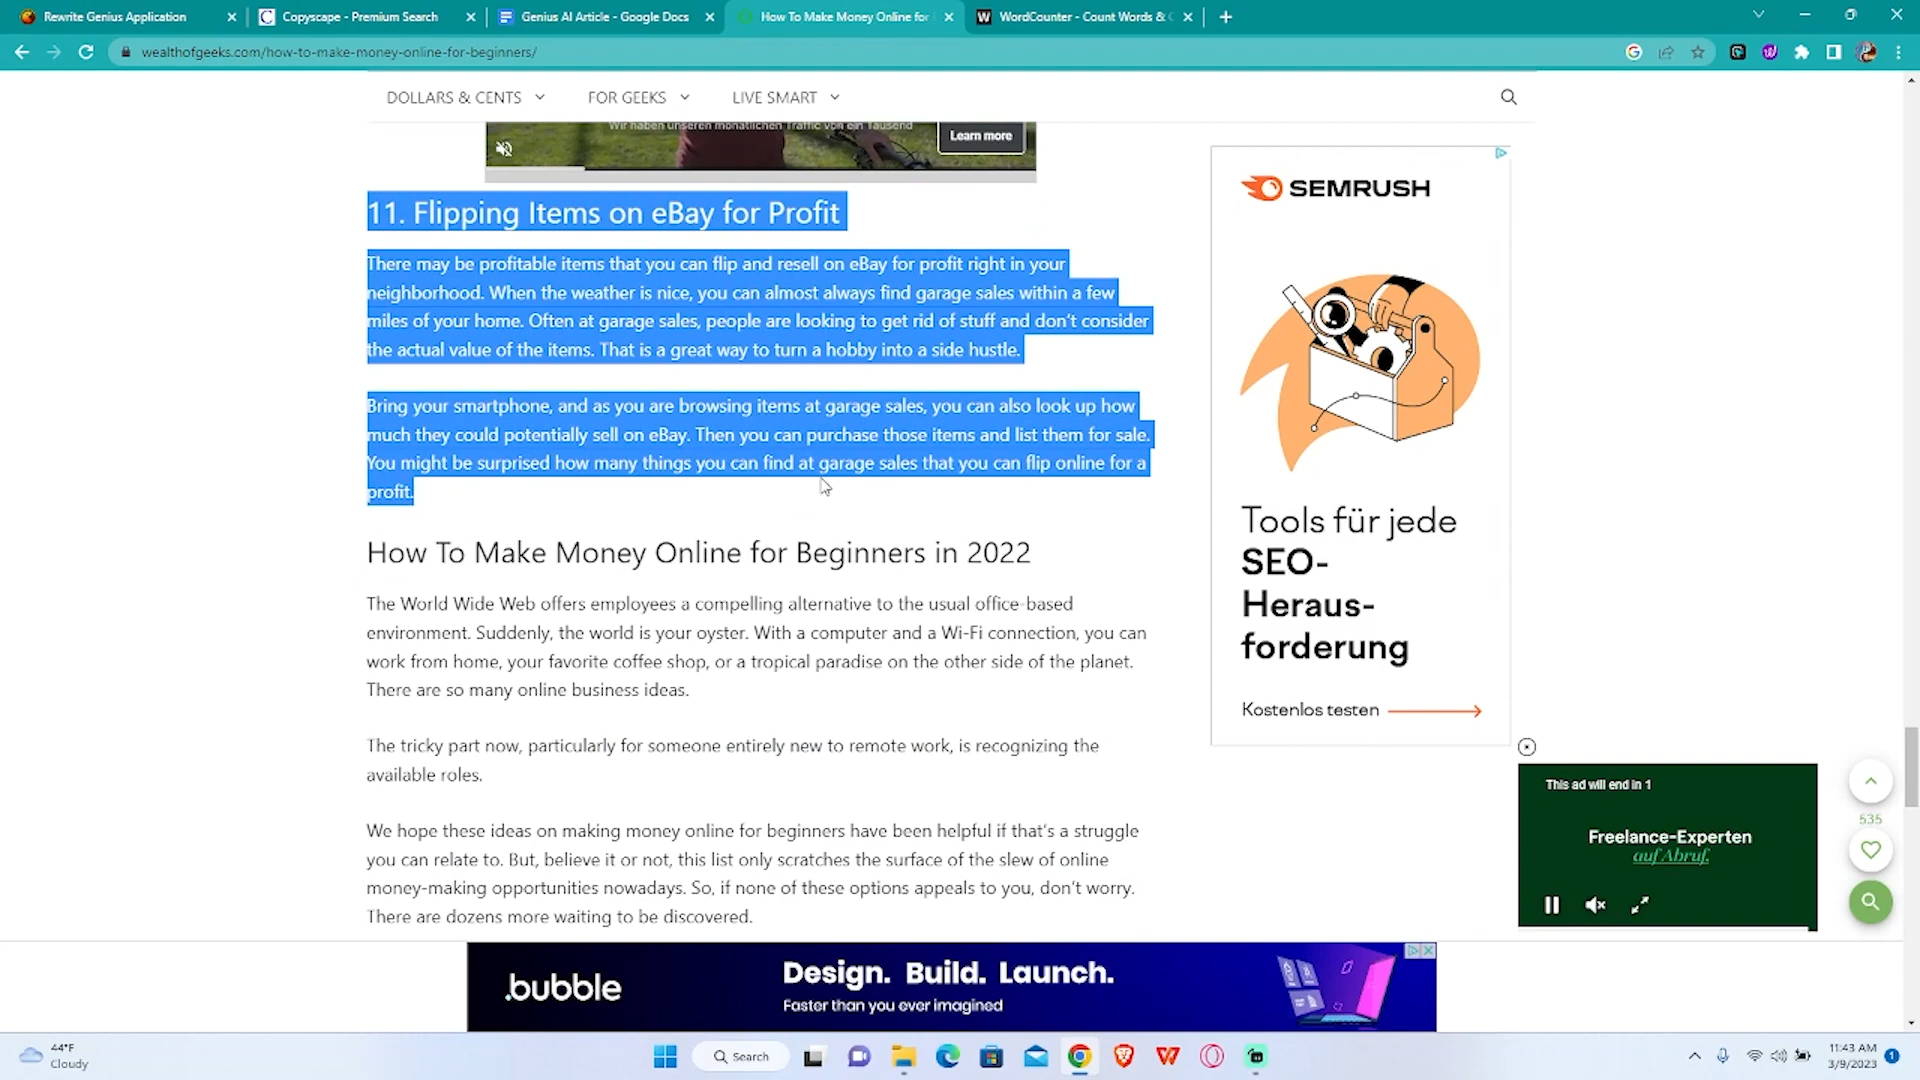 Rewrite Genius Application
Copyscape - Premium Search
Genius AI Article - Google Docs
How To Make Money Online for
WordCounter - Count Words &
wealthofgeeks.com/how-to-make-money-online-for-beginners/
DOLLARS & CENTS
FOR GEEKS
LIVE SMART
Wir haben unseren monatlichen Traffic von ein Tausend
Learn more
11. Flipping Items on eBay for Profit
There may be profitable items that you can flip and resell on eBay for profit right in your
neighborhood. When the weather is nice, you can almost always find garage sales within a few
miles of your home. Often at garage sales, people are looking to get rid of stuff and don't consider
the actual value of the items. That is a great way to turn a hobby into a side hustle.
Bring your smartphone, and as you are browsing items at garage sales, you can also look up how
much they could potentially sell on eBay. Then you can purchase those items and list them for sale.
You might be surprised how many things you can find at garage sales that you can flip online for a
profit.
How To Make Money Online for Beginners in 2022
The World Wide Web offers employees a compelling alternative to the usual office-based
environment. Suddenly, the world is your oyster. With a computer and a Wi-Fi connection, you can
work from home, your favorite coffee shop, or a tropical paradise on the other side of the planet.
There are so many online business ideas.
The tricky part now, particularly for someone entirely new to remote work, is recognizing the
available roles.
We hope these ideas on making money online for beginners have been helpful if that's a struggle
you can relate to. But, believe it or not, this list only scratches the surface of the slew of online
money-making opportunities nowadays. So, if none of these options appeals to you, don't worry.
There are dozens more waiting to be discovered.
SEMRUSH
Tools für jede
SEO-
Heraus-
forderung
Kostenlos testen
This ad will end in 1
Freelance-Experten
auf Abruf.
535
.bubble
Design. Build. Launch.
Faster than you ever imagined
44°F
Cloudy
Search
11:43 AM
3/9/2023
1